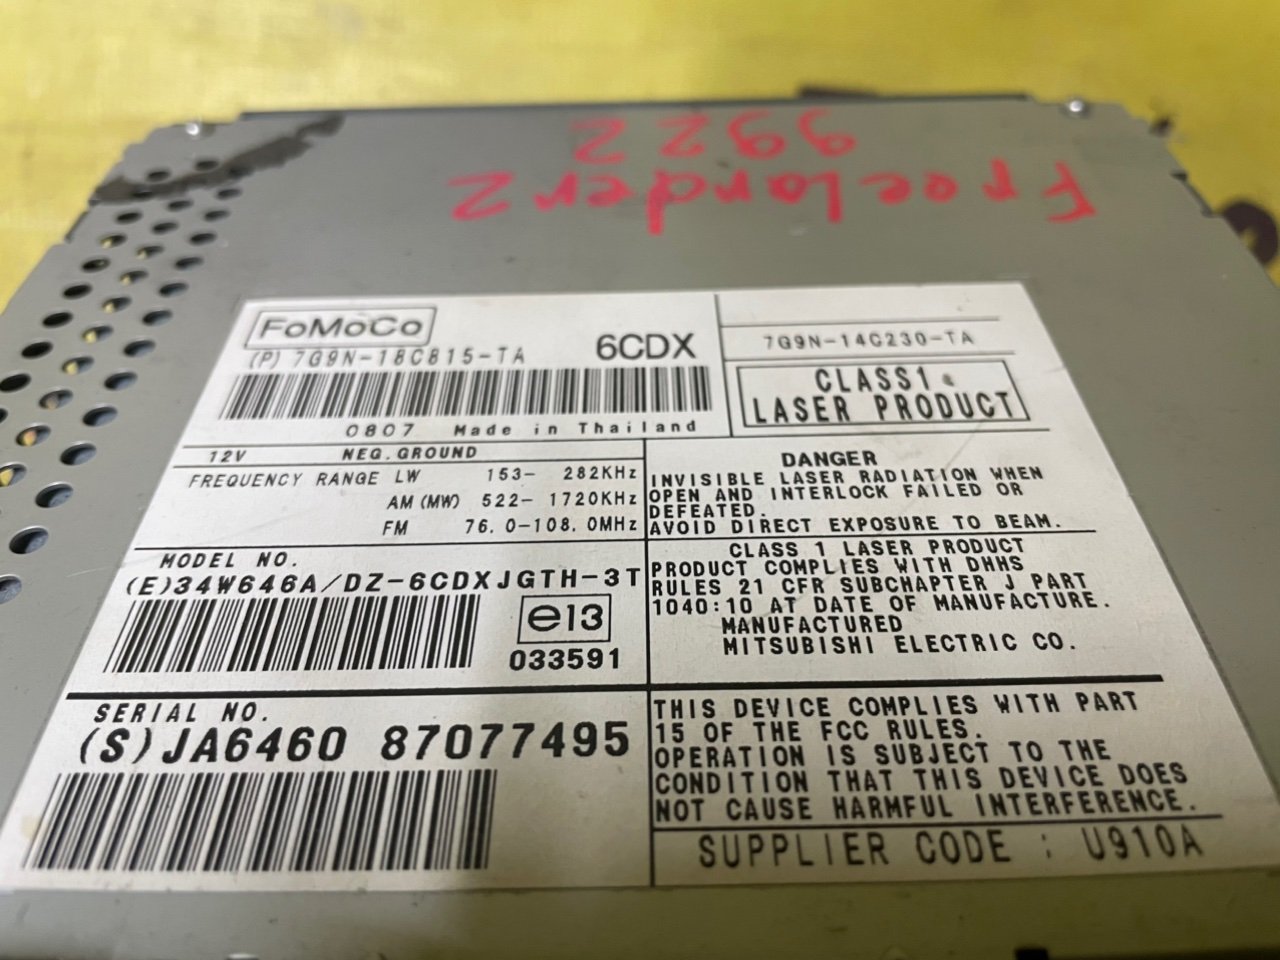 Freelander2
9922
FoMoCo
(P) 7G9N-18C815-TA
6CDX
0807 Made in Thailand
7G9N-14C230-TA
CLASS1
LASER PRODUCT
12V NEG.GROUND
FREQUENCY RANGE LW 153- 282KHz
AM(MW) 522- 1720KHz
FM 76.0-108.0MHz
DANGER
INVISIBLE LASER RADIATION WHEN
OPEN AND INTERLOCK FAILED OR
DEFEATED.
AVOID DIRECT EXPOSURE TO BEAM.
MODEL NO.
(E)34W646A/DZ-6CDXJGTH-3T
e13
033591
CLASS 1 LASER PRODUCT
PRODUCT COMPLIES WITH DHHS
RULES 21 CFR SUBCHAPTER J PART
1040:10 AT DATE OF MANUFACTURE.
MANUFACTURED
MITSUBISHI ELECTRIC CO.
SERIAL NO.
(S)JA6460 87077495
THIS DEVICE COMPLIES WITH PART
15 OF THE FCC RULES.
OPERATION IS SUBJECT TO THE
CONDITION THAT THIS DEVICE DOES
NOT CAUSE HARMFUL INTERFERENCE.
SUPPLIER CODE : U910A